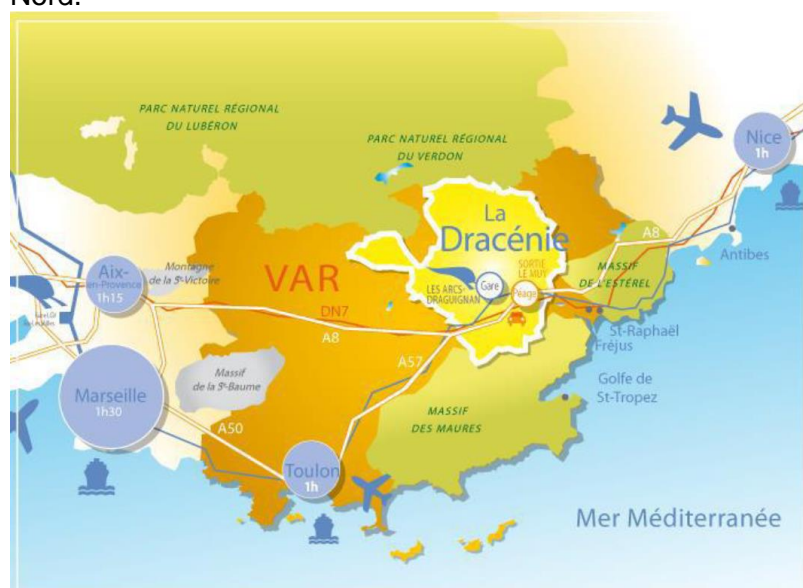 Nord.
PARC NATUREL RÉGIONAL
DU LUBÉRON
PARC NATUREL RÉGIONAL
DU VERDON
Nice
1h
La
Dracénie
A8
Antibes
Aix-
en-Provence
1h15
Montagne
de la Ste-Victoire
VAR
LES ARCS-
DRAGUIGNAN
Gare
SORTIE
LE MUY
Péage
MASSIF
DE L'ESTÉREL
DN7
A8
A57
St-Raphaël
Fréjus
Marseille
1h30
Massif
de la Ste-Baume
A50
Golfe de
St-Tropez
MASSIF
DES MAURES
Toulon
1h
Mer Méditerranée